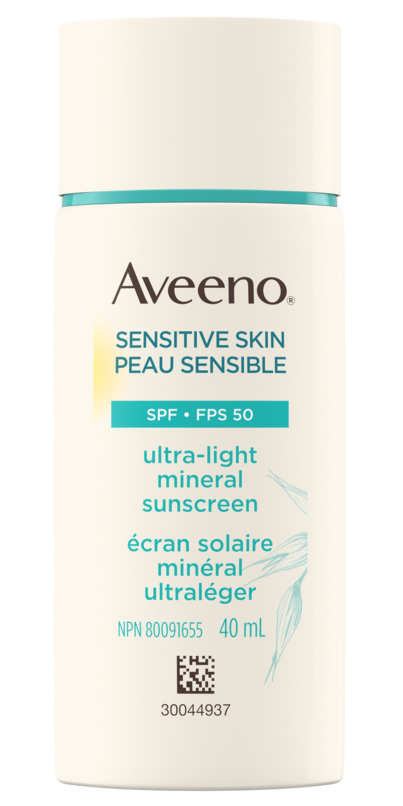 Aveeno®
SENSITIVE SKIN
PEAU SENSIBLE
SPF • FPS 50
ultra-light
mineral
sunscreen
écran solaire
minéral
ultraléger
NPN 80091655 40 mL
30044937